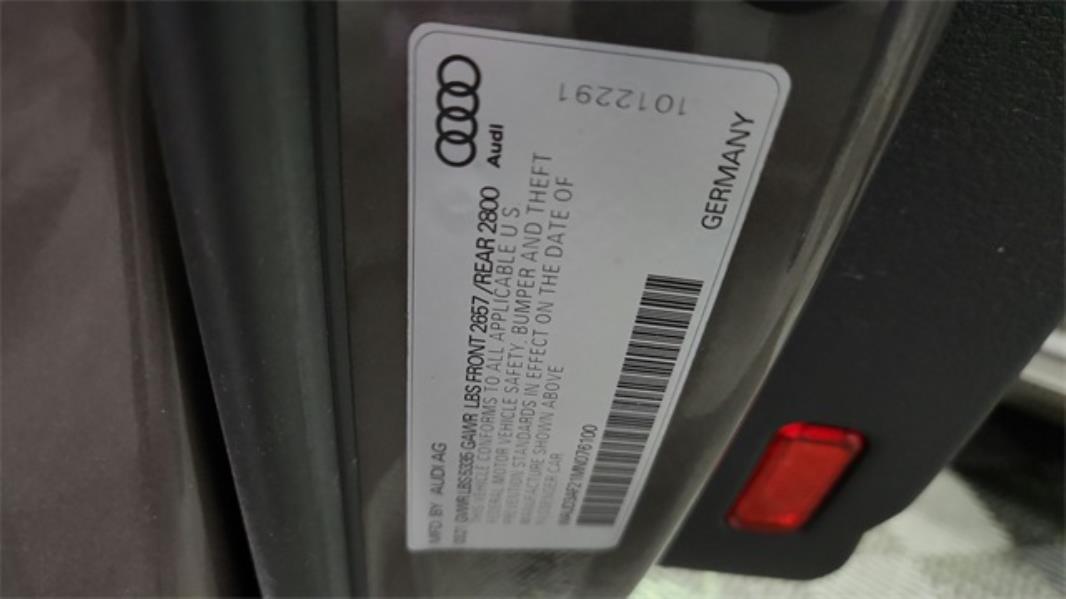 Audi
MFD BY AUDI AG
GVWR LBS 5335 GAWR LBS FRONT 2657/REAR 2800
THIS VEHICLE CONFORMS TO ALL APPLICABLE U S
FEDERAL MOTOR VEHICLE SAFETY, BUMPER AND THEFT
PREVENTION STANDARDS IN EFFECT ON THE DATE OF
MANUFACTURE SHOWN ABOVE
PASSENGER CAR
1012291
GERMANY